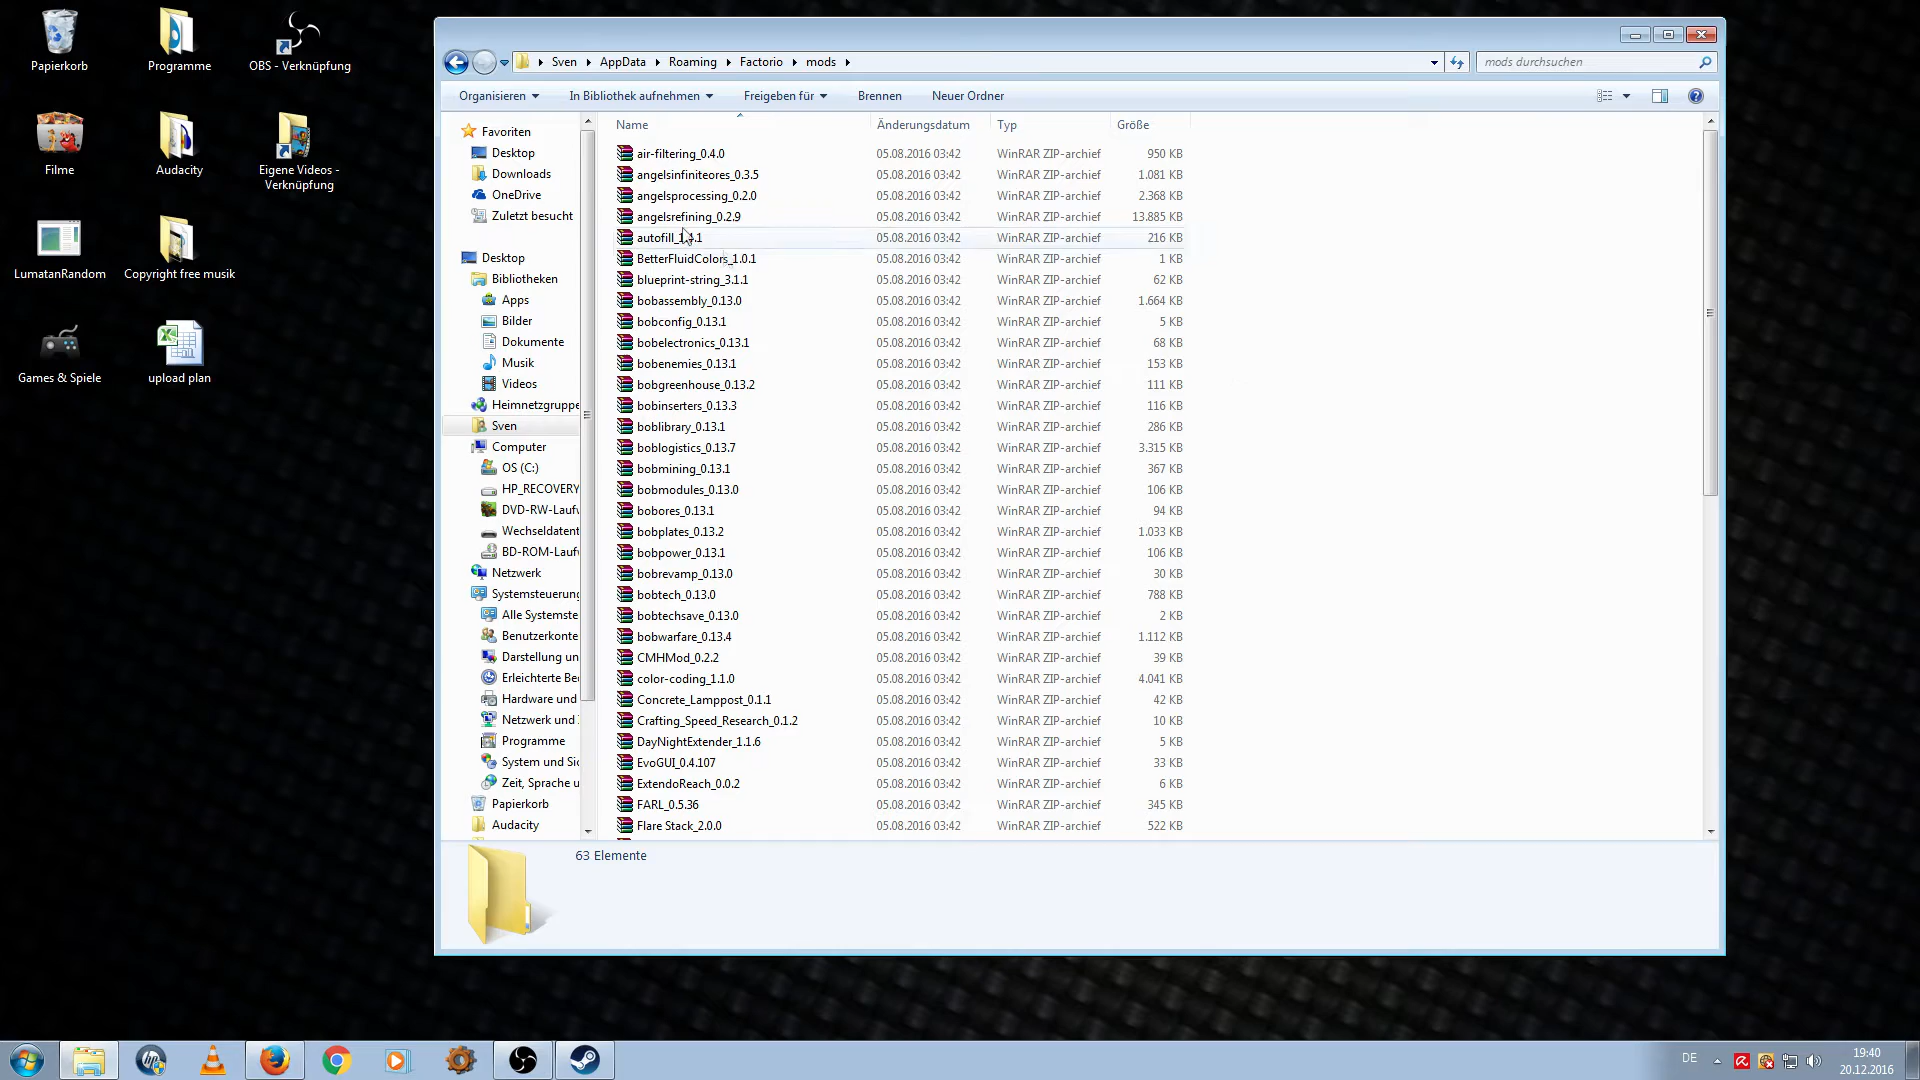 Papierkorb
Programme
OBS - Verknüpfung
Filme
Audacity
Eigene Videos -
Verknüpfung
LumatanRandom
Copyright free musik
Games & Spiele
upload plan
Sven
AppData
Roaming
Factorio
mods
mods durchsuchen
Organisieren
In Bibliothek aufnehmen
Freigeben für
Brennen
Neuer Ordner
Favoriten
Desktop
Downloads
OneDrive
Zuletzt besucht
Desktop
Bibliotheken
Apps
Bilder
Dokumente
Musik
Videos
Heimnetzgruppe
Sven
Computer
OS (C:)
HP_RECOVERY
DVD-RW-Laufw
Wechseldatent
BD-ROM-Laufw
Netzwerk
Systemsteuerung
Alle Systemste
Benutzerkonte
Darstellung un
Erleichterte Be
Hardware und
Netzwerk und I
Programme
System und Sic
Zeit, Sprache u
Papierkorb
Audacity
Name Änderungsdatum Typ Größe
air-filtering_0.4.0 05.08.2016 03:42 WinRAR ZIP-archief 950 KB
angelsinfiniteores_0.3.5 05.08.2016 03:42 WinRAR ZIP-archief 1.081 KB
angelsprocessing_0.2.0 05.08.2016 03:42 WinRAR ZIP-archief 2.368 KB
angelsrefining_0.2.9 05.08.2016 03:42 WinRAR ZIP-archief 13.885 KB
05.08.2016 03:42 WinRAR ZIP-archief 216 KB
BetterFluidColors_1.0.1 05.08.2016 03:42 WinRAR ZIP-archief 1 KB
blueprint-string_3.1.1 05.08.2016 03:42 WinRAR ZIP-archief 62 KB
bobassembly_0.13.0 05.08.2016 03:42 WinRAR ZIP-archief 1.664 KB
bobconfig_0.13.1 05.08.2016 03:42 WinRAR ZIP-archief 5 KB
bobelectronics_0.13.1 05.08.2016 03:42 WinRAR ZIP-archief 68 KB
bobenemies_0.13.1 05.08.2016 03:42 WinRAR ZIP-archief 153 KB
bobgreenhouse_0.13.2 05.08.2016 03:42 WinRAR ZIP-archief 111 KB
bobinserters_0.13.3 05.08.2016 03:42 WinRAR ZIP-archief 116 KB
boblibrary_0.13.1 05.08.2016 03:42 WinRAR ZIP-archief 286 KB
boblogistics_0.13.7 05.08.2016 03:42 WinRAR ZIP-archief 3.315 KB
bobmining_0.13.1 05.08.2016 03:42 WinRAR ZIP-archief 367 KB
bobmodules_0.13.0 05.08.2016 03:42 WinRAR ZIP-archief 106 KB
bobores_0.13.1 05.08.2016 03:42 WinRAR ZIP-archief 94 KB
bobplates_0.13.2 05.08.2016 03:42 WinRAR ZIP-archief 1.033 KB
bobpower_0.13.1 05.08.2016 03:42 WinRAR ZIP-archief 106 KB
bobrevamp_0.13.0 05.08.2016 03:42 WinRAR ZIP-archief 30 KB
bobtech_0.13.0 05.08.2016 03:42 WinRAR ZIP-archief 788 KB
bobtechsave_0.13.0 05.08.2016 03:42 WinRAR ZIP-archief 2 KB
bobwarfare_0.13.4 05.08.2016 03:42 WinRAR ZIP-archief 1.112 KB
CMHMod_0.2.2 05.08.2016 03:42 WinRAR ZIP-archief 39 KB
color-coding_1.1.0 05.08.2016 03:42 WinRAR ZIP-archief 4.041 KB
Concrete_Lamppost_0.1.1 05.08.2016 03:42 WinRAR ZIP-archief 42 KB
Crafting_Speed_Research_0.1.2 05.08.2016 03:42 WinRAR ZIP-archief 10 KB
DayNightExtender_1.1.6 05.08.2016 03:42 WinRAR ZIP-archief 5 KB
EvoGUI_0.4.107 05.08.2016 03:42 WinRAR ZIP-archief 33 KB
ExtendoReach_0.0.2 05.08.2016 03:42 WinRAR ZIP-archief 6 KB
FARL_0.5.36 05.08.2016 03:42 WinRAR ZIP-archief 345 KB
Flare Stack_2.0.0 05.08.2016 03:42 WinRAR ZIP-archief 522 KB
63 Elemente
DE
19:40
20.12.2016